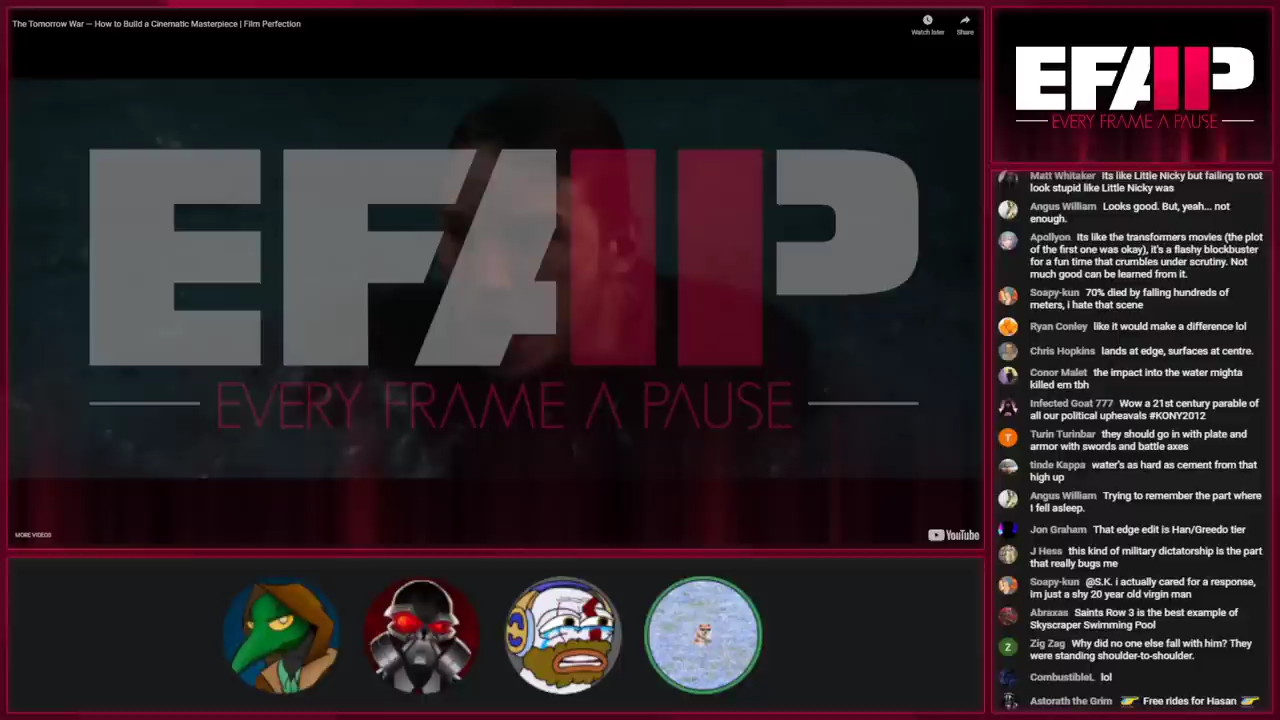 The Tomorrow War — How to Build a Cinematic Masterpiece | Film Perfection
Watch later
Share
EFAP
EVERY FRAME A PAUSE
MORE VIDEOS
YouTube
EFAP
EVERY FRAME A PAUSE
Matt Whitaker Its like Little Nicky but failing to not
look stupid like Little Nicky was
Angus William Looks good. But, yeah... not
enough.
Apollyon Its like the transformers movies (the plot
of the first one was okay), it's a flashy blockbuster
for a fun time that crumbles under scrutiny. Not
much good can be learned from it.
Soapy-kun 70% died by falling hundreds of
meters, i hate that scene
Ryan Conley like it would make a difference lol
Chris Hopkins lands at edge, surfaces at centre.
Conor Malet the impact into the water mighta
killed em tbh
Infected Goat 777 Wow a 21st century parable of
all our political upheavals #KONY2012
T
Turin Turinbar they should go in with plate and
armor with swords and battle axes
tinde Kappa water's as hard as cement from that
high up
Angus William Trying to remember the part where
I fell asleep.
Jon Graham That edge edit is Han/Greedo tier
J Hess this kind of military dictatorship is the part
that really bugs me
Soapy-kun @S.K. i actually cared for a response,
im just a shy 20 year old virgin man
Abraxas Saints Row 3 is the best example of
Skyscraper Swimming Pool
Z
Zig Zag Why did no one else fall with him? They
were standing shoulder-to-shoulder.
CombustibleL lol
Astorath the Grim Free rides for Hasan